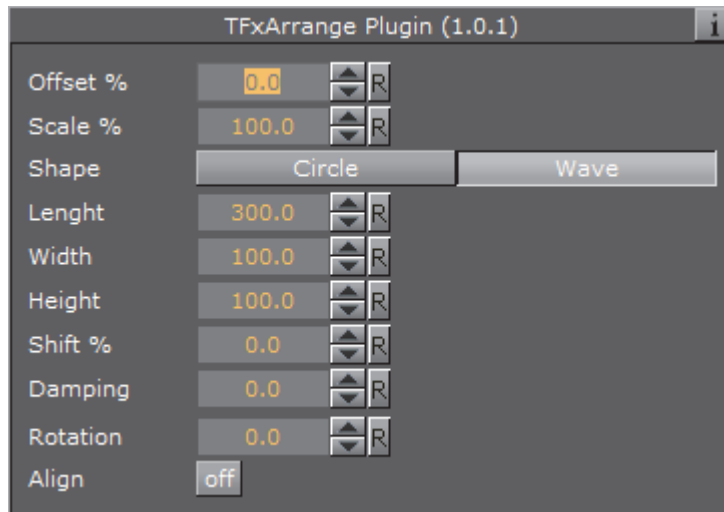 TFxArrange Plugin (1.0.1) i
Offset % 0.0 R
Scale % 100.0 R
Shape Circle Wave
Lenght 300.0 R
Width 100.0 R
Height 100.0 R
Shift % 0.0 R
Damping 0.0 R
Rotation 0.0 R
Align off